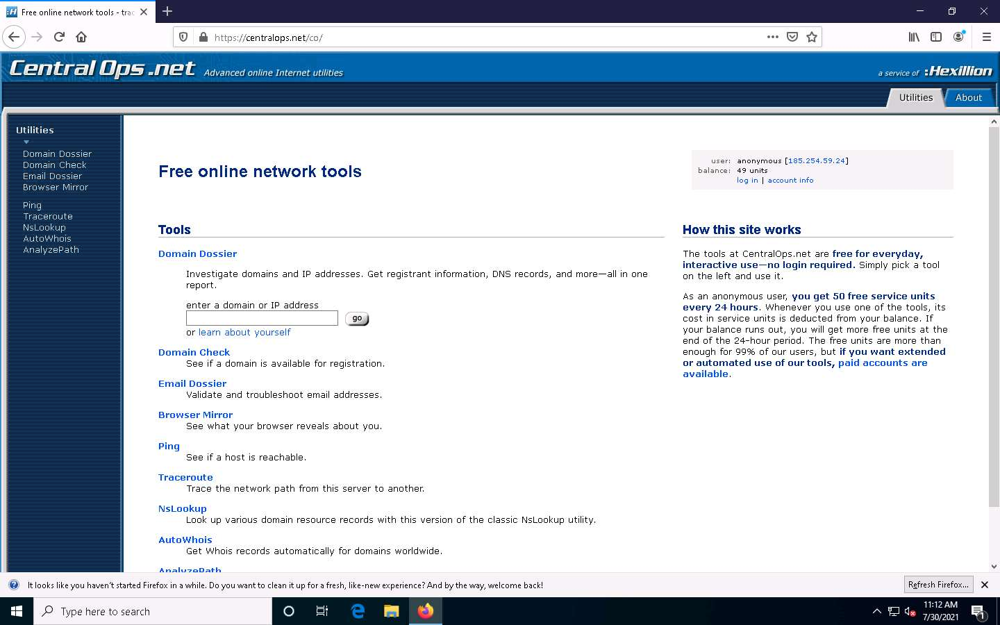 Free online network tools - trac
https://centralops.net/co/
Central Ops .net Advanced online Internet utilities
a service of :Hexillion
Utilities About
Utilities
Domain Dossier
Domain Check
Email Dossier
Browser Mirror
Ping
Traceroute
NsLookup
AutoWhois
AnalyzePath
Free online network tools
user: anonymous [185.254.59.24]
balance: 49 units
log in | account info
Tools
Domain Dossier
Investigate domains and IP addresses. Get registrant information, DNS records, and more—all in one
report.
enter a domain or IP address
go
or learn about yourself
Domain Check
See if a domain is available for registration.
Email Dossier
Validate and troubleshoot email addresses.
Browser Mirror
See what your browser reveals about you.
Ping
See if a host is reachable.
Traceroute
Trace the network path from this server to another.
NsLookup
Look up various domain resource records with this version of the classic NsLookup utility.
AutoWhois
Get Whois records automatically for domains worldwide.
AnalyzePath
How this site works
The tools at CentralOps.net are free for everyday,
interactive use—no login required. Simply pick a tool
on the left and use it.
As an anonymous user, you get 50 free service units
every 24 hours. Whenever you use one of the tools, its
cost in service units is deducted from your balance. If
your balance runs out, you will get more free units at the
end of the 24-hour period. The free units are more than
enough for 99% of our users, but if you want extended
or automated use of our tools, paid accounts are
available.
It looks like you haven't started Firefox in a while. Do you want to clean it up for a fresh, like-new experience? And by the way, welcome back!
Refresh Firefox...
Type here to search
11:12 AM
7/30/2021
1